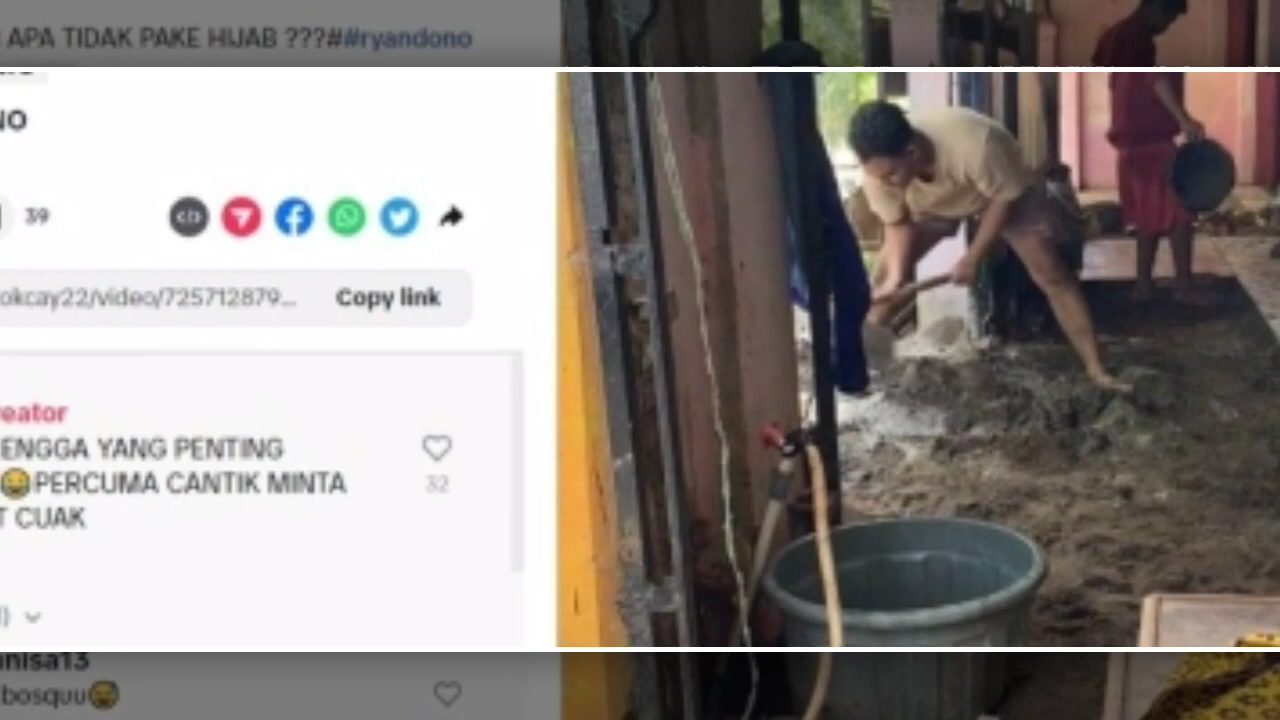 APA TIDAK PAKE HIJAB ???##ryandono
NO
39
okcay22/video/725712879...
Copy link
reator
ENGGA YANG PENTING
😂PERCUMA CANTIK MINTA
32
T CUAK
nisa13
bosquu😅